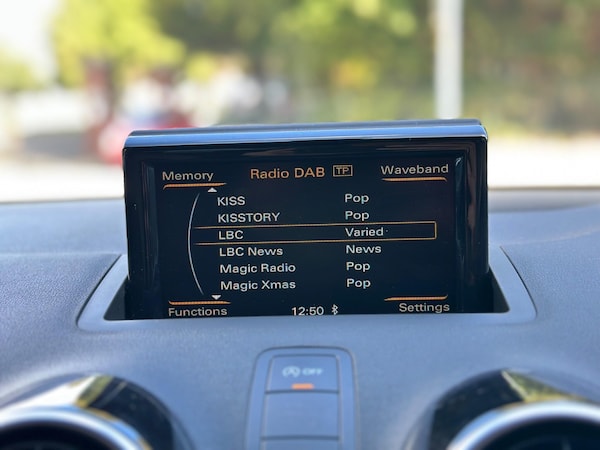 Memory Radio DAB TP Waveband
KISS Pop
KISSTORY Pop
LBC Varied
LBC News News
Magic Radio Pop
Magic Xmas Pop
Functions 12:50 Settings
OFF